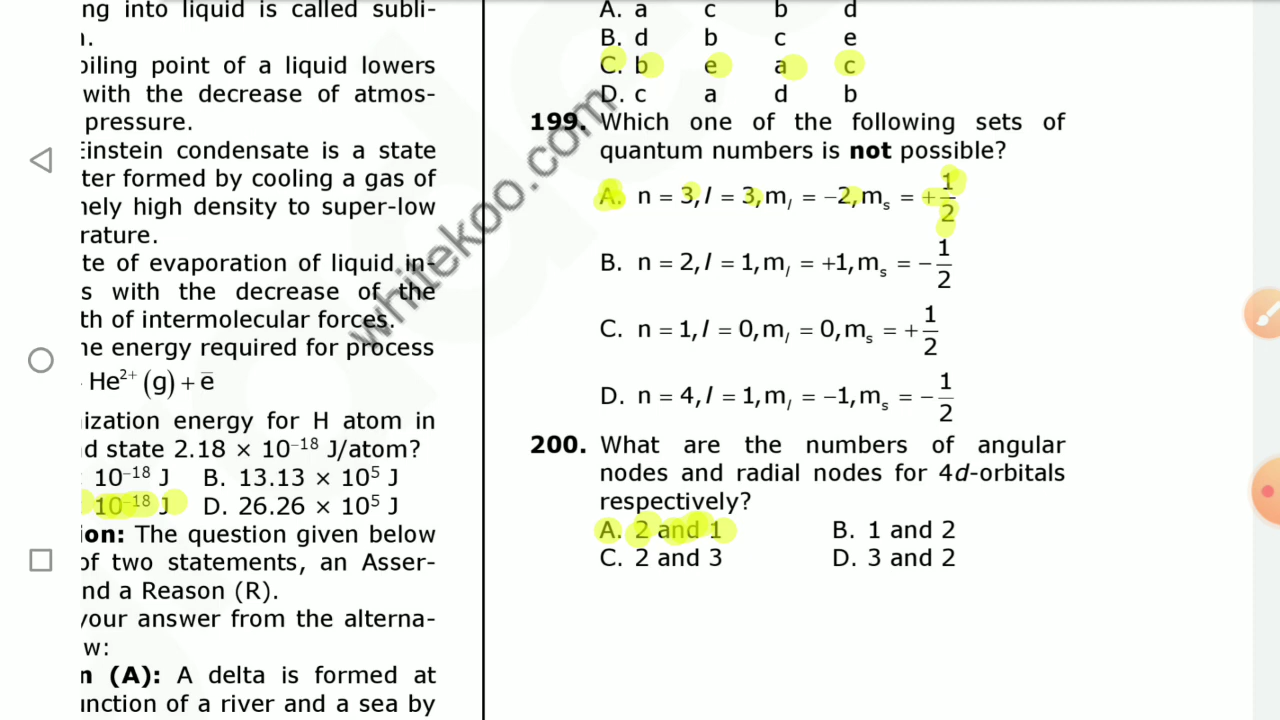 ng into liquid is called subli-
.
iling point of a liquid lowers
with the decrease of atmos-
pressure.
Einstein condensate is a state
ter formed by cooling a gas of
ely high density to super-low
rature.
te of evaporation of liquid in-
s with the decrease of the
th of intermolecular forces.
e energy required for process
He²⁺ (g) + e̅
ization energy for H atom in
d state 2.18 × 10⁻¹⁸ J/atom?
10⁻¹⁸ J B. 13.13 × 10⁵ J
10⁻¹⁸ J D. 26.26 × 10⁵ J
ion: The question given below
of two statements, an Asser-
nd a Reason (R).
your answer from the alterna-
w:
n (A): A delta is formed at
unction of a river and a sea by
A. a c b d
B. d b c e
C. b e a c
D. c a d b
199. Which one of the following sets of
quantum numbers is not possible?
A. n = 3, l = 3, mₗ = −2, mₛ = +1/2
B. n = 2, l = 1, mₗ = +1, mₛ = −1/2
C. n = 1, l = 0, mₗ = 0, mₛ = +1/2
D. n = 4, l = 1, mₗ = −1, mₛ = −1/2
200. What are the numbers of angular
nodes and radial nodes for 4d-orbitals
respectively?
A. 2 and 1 B. 1 and 2
C. 2 and 3 D. 3 and 2
whitekoo.com